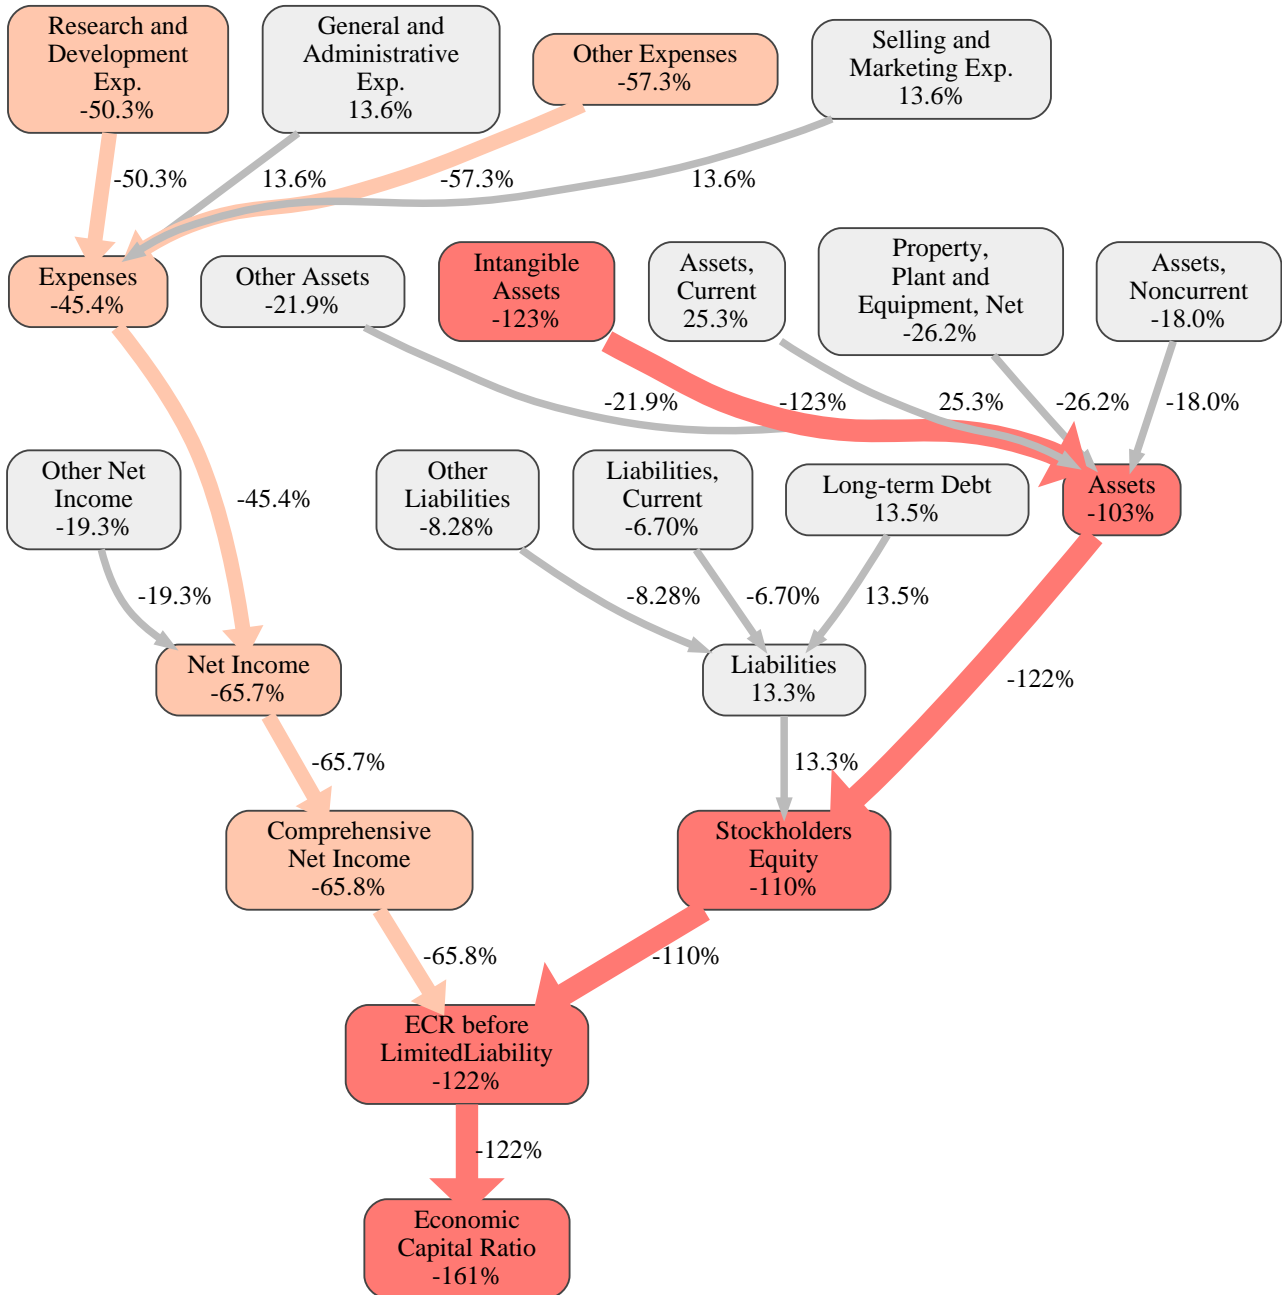 Research and
Development
Exp.
-50.3%
General and
Administrative
Exp.
13.6%
Other Expenses
-57.3%
Selling and
Marketing Exp.
13.6%
-50.3%
13.6%
-57.3%
13.6%
Expenses
-45.4%
Other Assets
-21.9%
Intangible
Assets
-123%
Assets,
Current
25.3%
Property,
Plant and
Equipment, Net
-26.2%
Assets,
Noncurrent
-18.0%
-21.9%
-123%
25.3%
-26.2%
-18.0%
Other Net
Income
-19.3%
-45.4%
Other
Liabilities
-8.28%
Liabilities,
Current
-6.70%
Long-term Debt
13.5%
Assets
-103%
-19.3%
-8.28%
-6.70%
13.5%
Net Income
-65.7%
Liabilities
13.3%
-122%
-65.7%
13.3%
Comprehensive
Net Income
-65.8%
Stockholders
Equity
-110%
-65.8%
-110%
ECR before
LimitedLiability
-122%
-122%
Economic
Capital Ratio
-161%